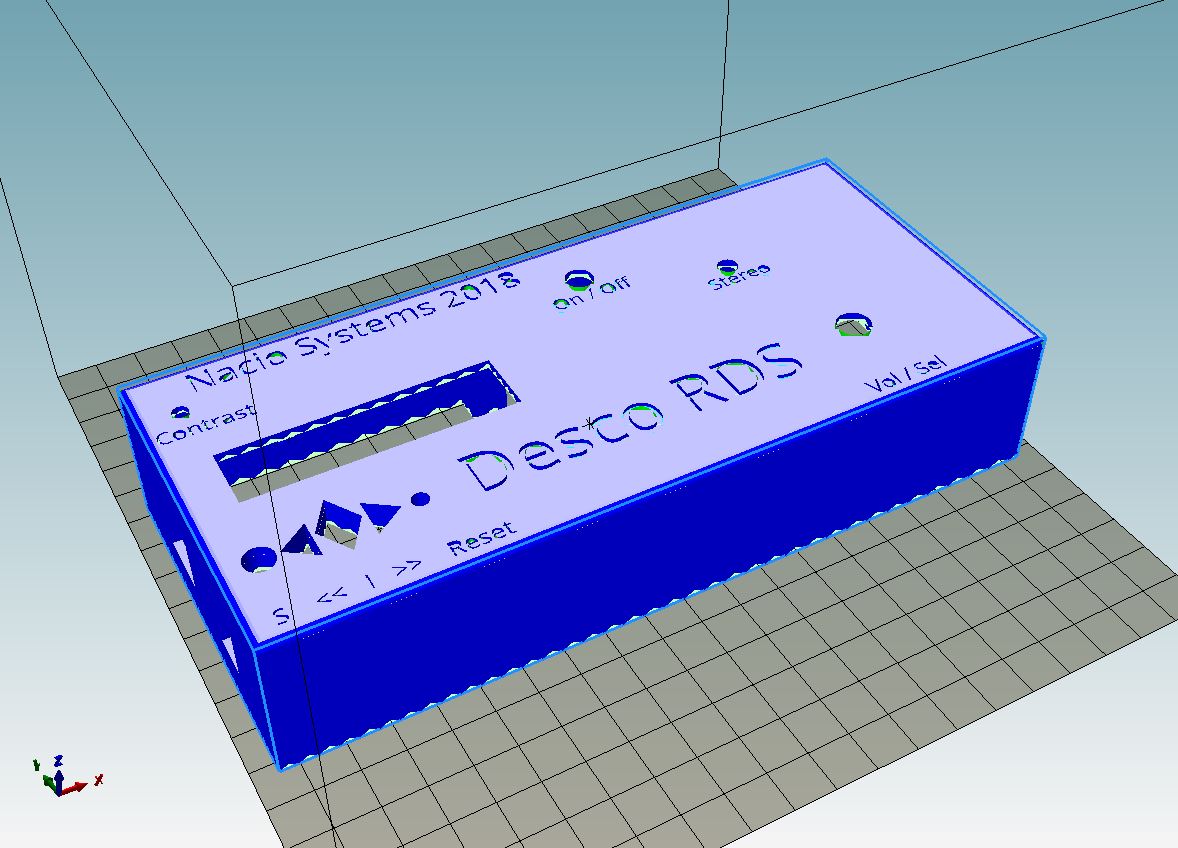 Nacio Systems 2018
On / Off
Stereo
Contrast
Desco RDS
Vol / Sel
Reset
S << | >>
Y Z X